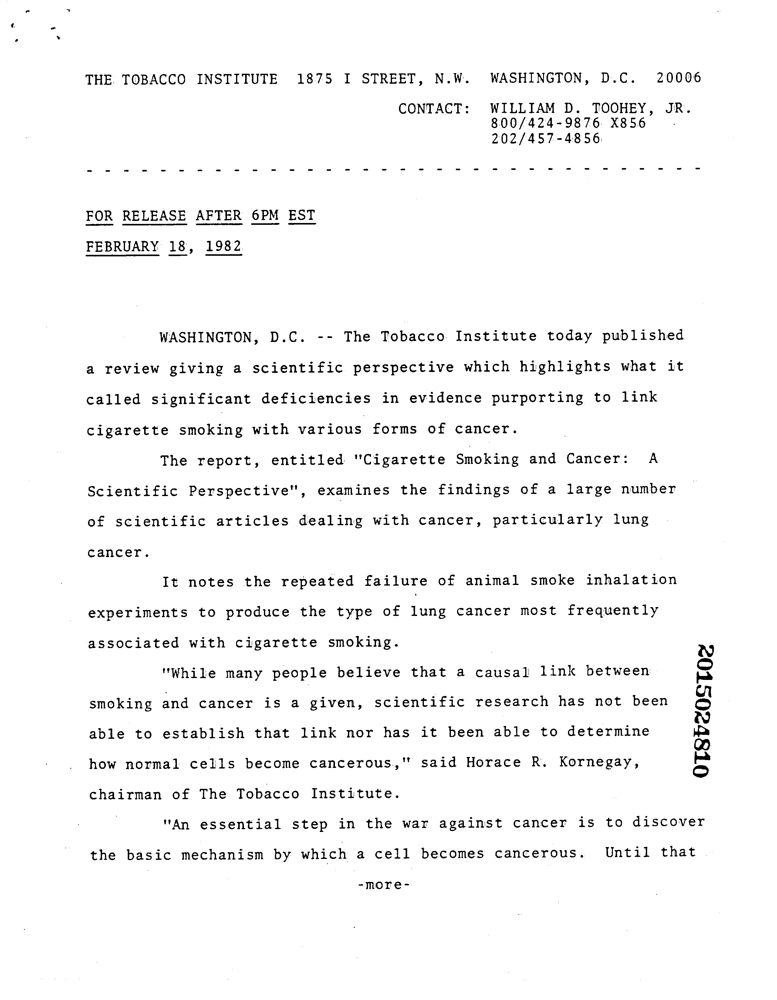 THE TOBACCO INSTITUTE 1875 I STREET, N.W. WASHINGTON, D.C. 20006
CONTACT: WILLIAM D. TOOHEY, JR.
800/424-9876 X856
202/457-4856
- - - - - - - - - - - - - - - - - - - - - - - - - - - - - - - - - -
FOR RELEASE AFTER 6PM EST
FEBRUARY 18, 1982
WASHINGTON, D.C. -- The Tobacco Institute today published
a review giving a scientific perspective which highlights what it
called significant deficiencies in evidence purporting to link
cigarette smoking with various forms of cancer.
The report, entitled "Cigarette Smoking and Cancer: A
Scientific Perspective", examines the findings of a large number
of scientific articles dealing with cancer, particularly lung
cancer.
It notes the repeated failure of animal smoke inhalation
experiments to produce the type of lung cancer most frequently
associated with cigarette smoking.
"While many people believe that a causal link between
smoking and cancer is a given, scientific research has not been
able to establish that link nor has it been able to determine
how normal cells become cancerous," said Horace R. Kornegay,
chairman of The Tobacco Institute.
"An essential step in the war against cancer is to discover
the basic mechanism by which a cell becomes cancerous. Until that
-more-
2015024810